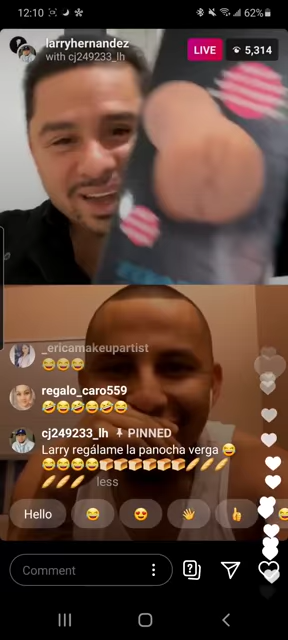 12:10
62%
larryhernandez
with cj249233_lh
LIVE
5,314
_ericamakeupartist
😂😂😂
regalo_caro559
🤣😂🤣😂🤣😂
cj249233_lh PINNED
Larry regálame la panocha verga 😂
😂😂😂😂🍞🍞🍞🍞🍞🍞🥖🥖🥖
🥖🥖🥖 less
Hello 😂 😍 👋 👍 😂
Comment